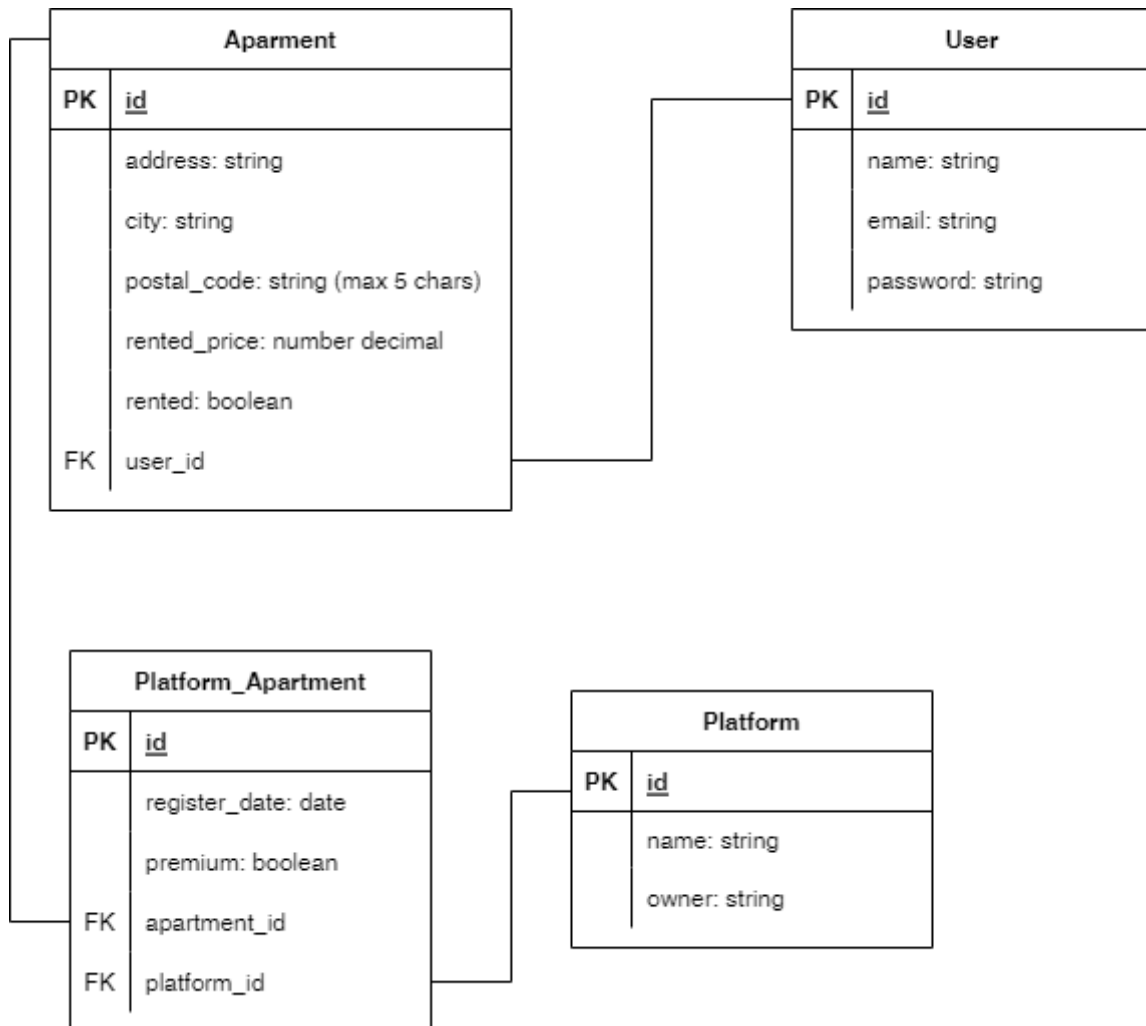 Aparment
PK id
address: string
city: string
postal_code: string (max 5 chars)
rented_price: number decimal
rented: boolean
FK user_id
User
PK id
name: string
email: string
password: string
Platform_Apartment
PK id
register_date: date
premium: boolean
FK apartment_id
FK platform_id
Platform
PK id
name: string
owner: string